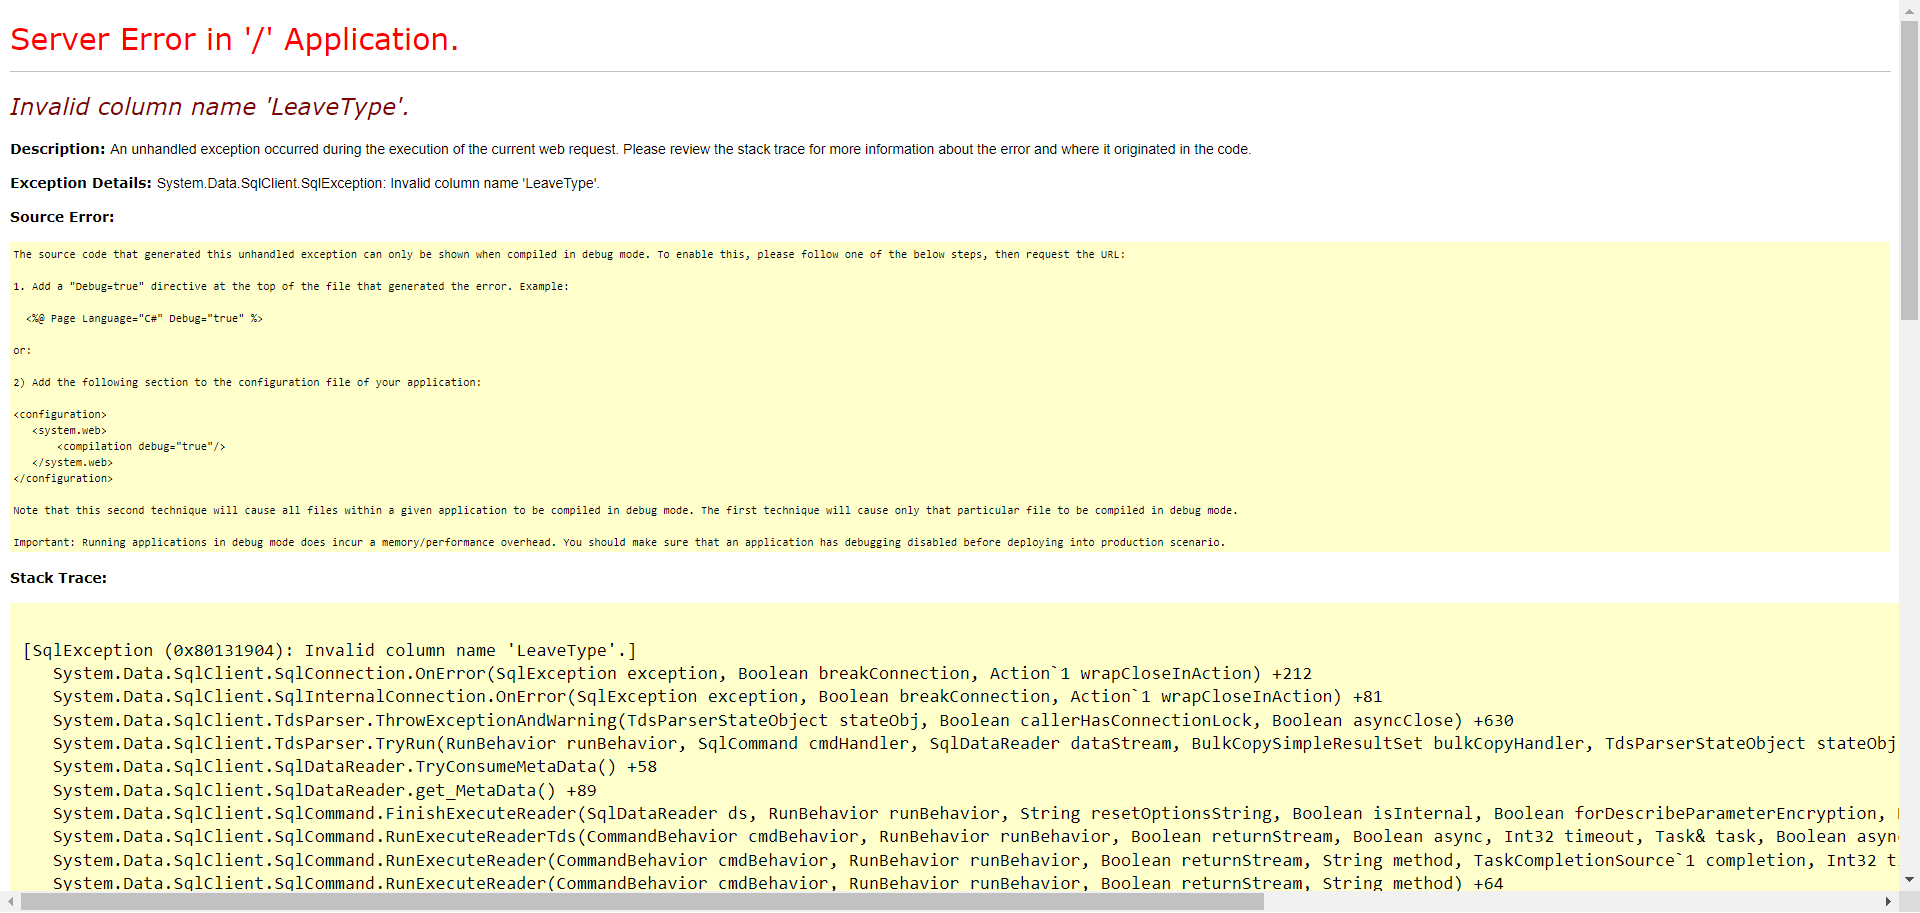 Server Error in '/' Application.
Invalid column name 'LeaveType'.
Description: An unhandled exception occurred during the execution of the current web request. Please review the stack trace for more information about the error and where it originated in the code.
Exception Details: System.Data.SqlClient.SqlException: Invalid column name 'LeaveType'.
Source Error:
The source code that generated this unhandled exception can only be shown when compiled in debug mode. To enable this, please follow one of the below steps, then request the URL:
1. Add a "Debug=true" directive at the top of the file that generated the error. Example:
<%@ Page Language="C#" Debug="true" %>
or:
2) Add the following section to the configuration file of your application:
<configuration>
<system.web>
<compilation debug="true"/>
</system.web>
</configuration>
Note that this second technique will cause all files within a given application to be compiled in debug mode. The first technique will cause only that particular file to be compiled in debug mode.
Important: Running applications in debug mode does incur a memory/performance overhead. You should make sure that an application has debugging disabled before deploying into production scenario.
Stack Trace:
[SqlException (0x80131904): Invalid column name 'LeaveType'.]
System.Data.SqlClient.SqlConnection.OnError(SqlException exception, Boolean breakConnection, Action`1 wrapCloseInAction) +212
System.Data.SqlClient.SqlInternalConnection.OnError(SqlException exception, Boolean breakConnection, Action`1 wrapCloseInAction) +81
System.Data.SqlClient.TdsParser.ThrowExceptionAndWarning(TdsParserStateObject stateObj, Boolean callerHasConnectionLock, Boolean asyncClose) +630
System.Data.SqlClient.TdsParser.TryRun(RunBehavior runBehavior, SqlCommand cmdHandler, SqlDataReader dataStream, BulkCopySimpleResultSet bulkCopyHandler, TdsParserStateObject stateObj
System.Data.SqlClient.SqlDataReader.TryConsumeMetaData() +58
System.Data.SqlClient.SqlDataReader.get_MetaData() +89
System.Data.SqlClient.SqlCommand.FinishExecuteReader(SqlDataReader ds, RunBehavior runBehavior, String resetOptionsString, Boolean isInternal, Boolean forDescribeParameterEncryption,
System.Data.SqlClient.SqlCommand.RunExecuteReaderTds(CommandBehavior cmdBehavior, RunBehavior runBehavior, Boolean returnStream, Boolean async, Int32 timeout, Task& task, Boolean asyn
System.Data.SqlClient.SqlCommand.RunExecuteReader(CommandBehavior cmdBehavior, RunBehavior runBehavior, Boolean returnStream, String method, TaskCompletionSource`1 completion, Int32 t
System.Data.SqlClient.SqlCommand.RunExecuteReader(CommandBehavior cmdBehavior, RunBehavior runBehavior, Boolean returnStream, String method) +64